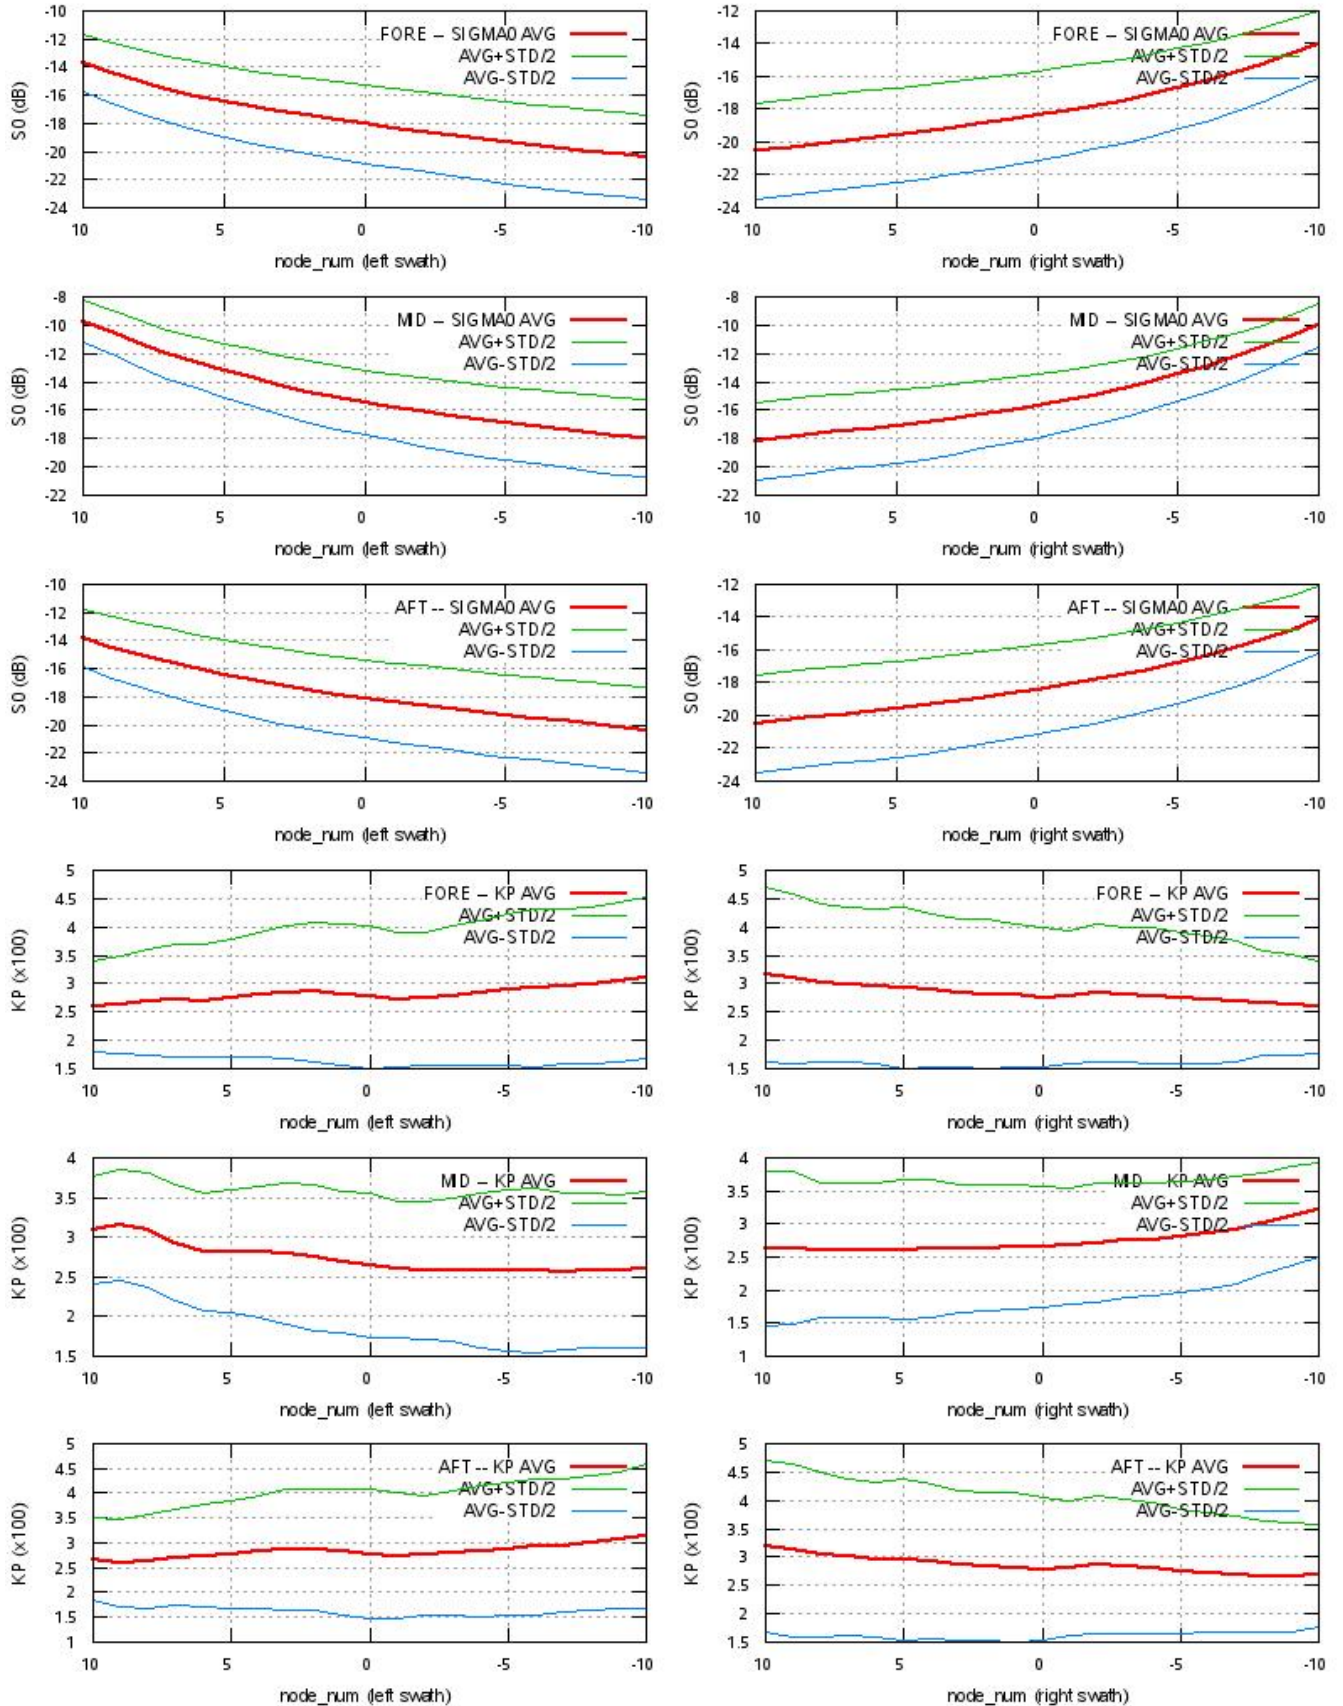 -10
-12
-14
-16
-18
-20
-22
-24
S0 (dB)
FORE -- SIGMA0 AVG
AVG+STD/2
AVG-STD/2
10 5 0 -5 -10
node_num (left swath)
-12
-14
-16
-18
-20
-22
-24
S0 (dB)
FORE -- SIGMA0 AVG
AVG+STD/2
AVG-STD/2
10 5 0 -5 -10
node_num (right swath)
-8
-10
-12
-14
-16
-18
-20
-22
S0 (dB)
MID -- SIGMA0 AVG
AVG+STD/2
AVG-STD/2
10 5 0 -5 -10
node_num (left swath)
-8
-10
-12
-14
-16
-18
-20
-22
S0 (dB)
MID -- SIGMA0 AVG
AVG+STD/2
AVG-STD/2
10 5 0 -5 -10
node_num (right swath)
-10
-12
-14
-16
-18
-20
-22
-24
S0 (dB)
AFT -- SIGMA0 AVG
AVG+STD/2
AVG-STD/2
10 5 0 -5 -10
node_num (left swath)
-12
-14
-16
-18
-20
-22
-24
S0 (dB)
AFT -- SIGMA0 AVG
AVG+STD/2
AVG-STD/2
10 5 0 -5 -10
node_num (right swath)
5
4.5
4
3.5
3
2.5
2
1.5
KP (x100)
FORE -- KP AVG
AVG+STD/2
AVG-STD/2
10 5 0 -5 -10
node_num (left swath)
5
4.5
4
3.5
3
2.5
2
1.5
KP (x100)
FORE -- KP AVG
AVG+STD/2
AVG-STD/2
10 5 0 -5 -10
node_num (right swath)
4
3.5
3
2.5
2
1.5
KP (x100)
MID -- KP AVG
AVG+STD/2
AVG-STD/2
10 5 0 -5 -10
node_num (left swath)
4
3.5
3
2.5
2
1.5
1
KP (x100)
MID -- KP AVG
AVG+STD/2
AVG-STD/2
10 5 0 -5 -10
node_num (right swath)
5
4.5
4
3.5
3
2.5
2
1.5
1
KP (x100)
AFT -- KP AVG
AVG+STD/2
AVG-STD/2
10 5 0 -5 -10
node_num (left swath)
5
4.5
4
3.5
3
2.5
2
1.5
KP (x100)
AFT -- KP AVG
AVG+STD/2
AVG-STD/2
10 5 0 -5 -10
node_num (right swath)